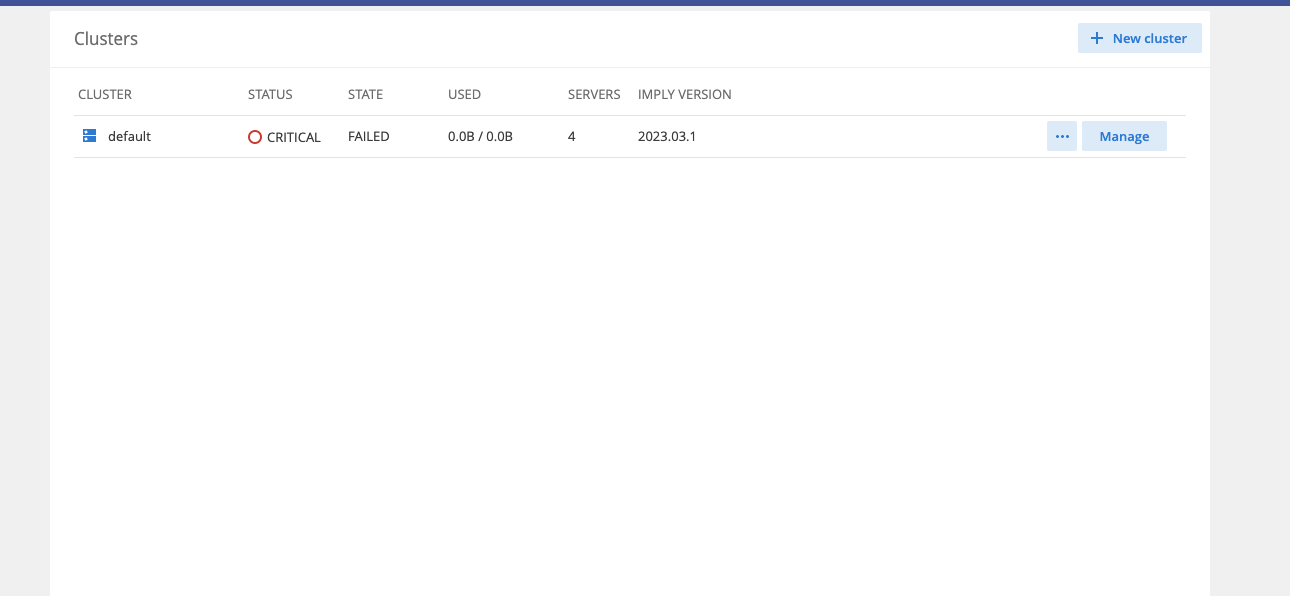 Clusters
New cluster
CLUSTER STATUS STATE USED SERVERS IMPLY VERSION
default CRITICAL FAILED 0.0B / 0.0B 4 2023.03.1 Manage